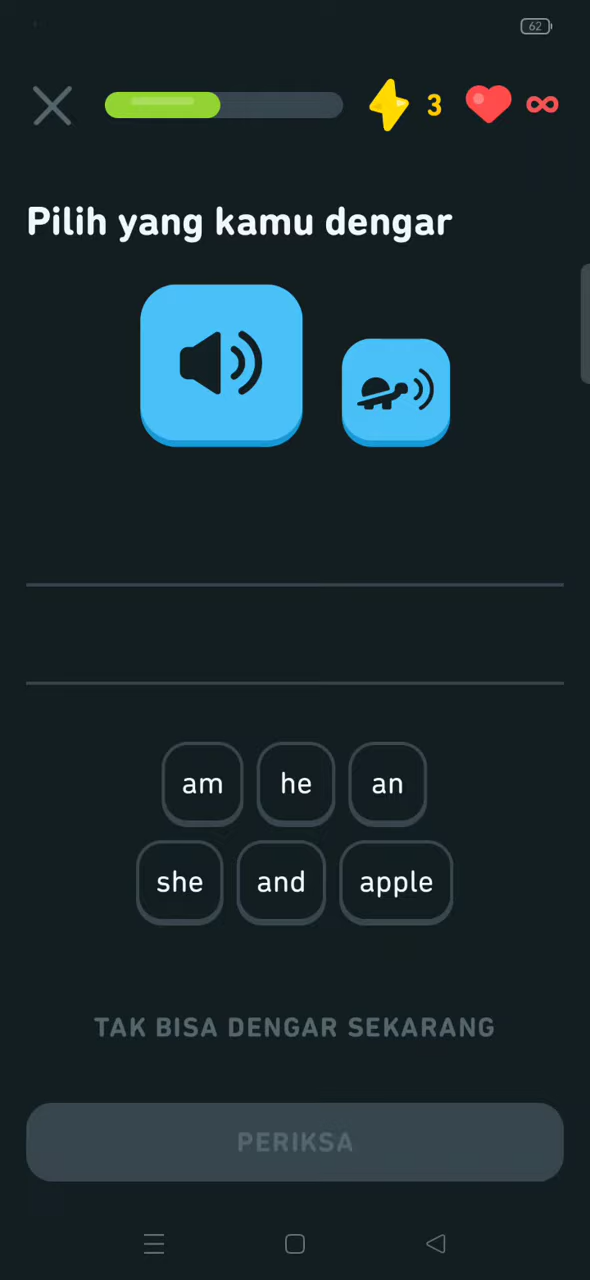 62
3 ∞
Pilih yang kamu dengar
am he an
she and apple
TAK BISA DENGAR SEKARANG
PERIKSA